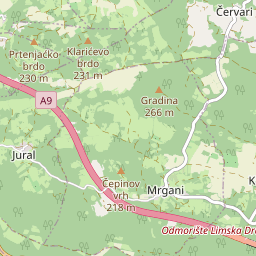 Červari
Prtenjačko
brdo
230 m
Klarićevo
brdo
231 m
A9
Gradina
266 m
Jural
Čepinov
vrh
218 m
Mrgani
K
Odmorište Limska Dr